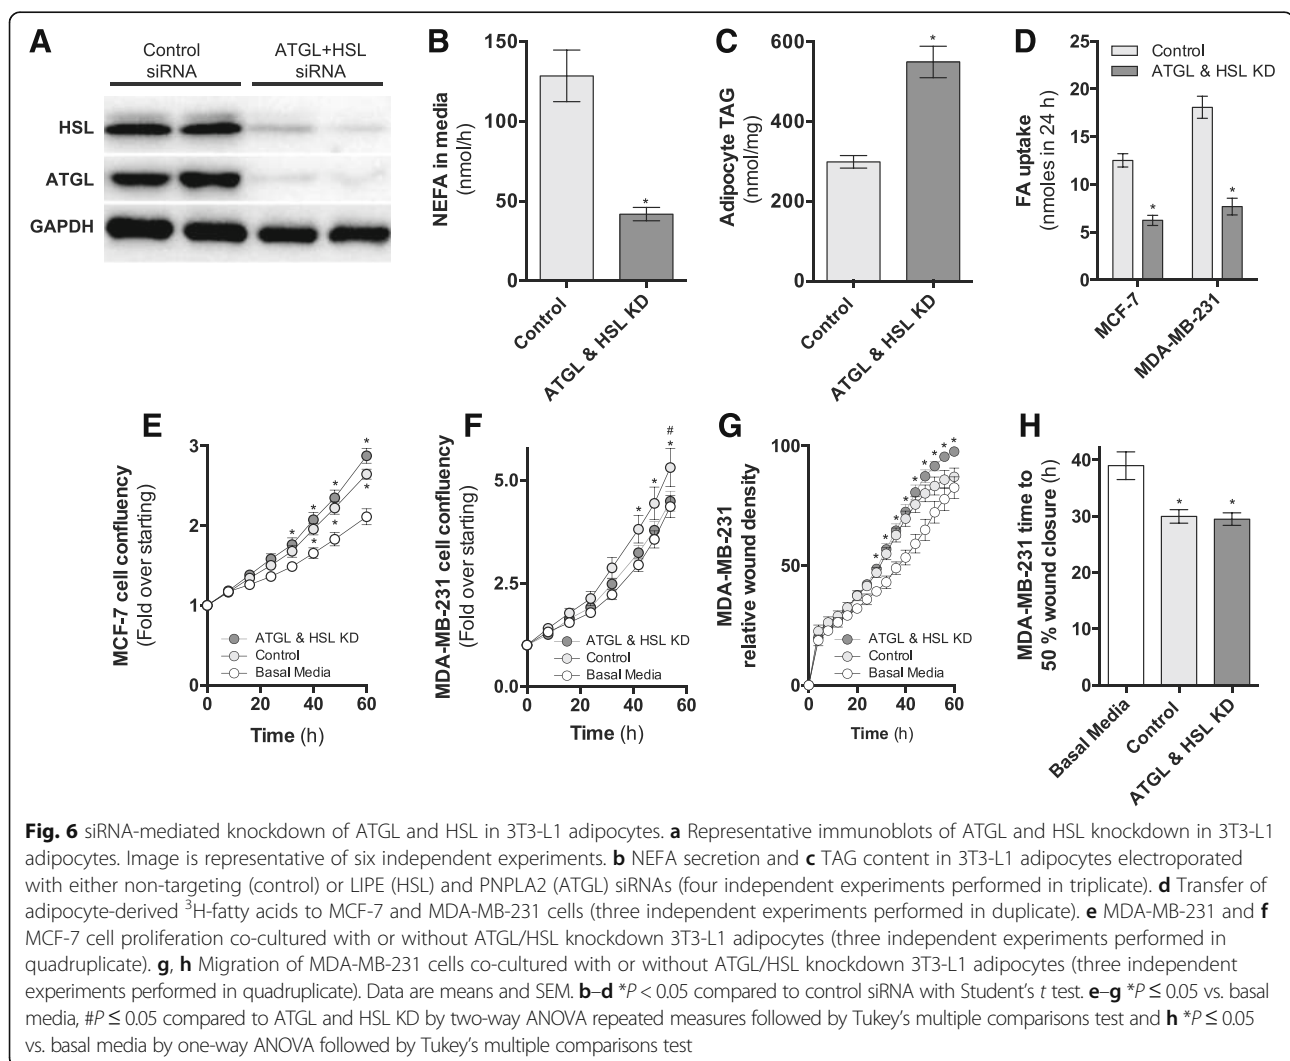 A
Control
siRNA
ATGL+HSL
siRNA
HSL
ATGL
GAPDH
B
NEFA in media
(nmol/h)
150
100
50
0
*
Control
ATGL & HSL KD
C
Adipocyte TAG
(nmol/mg)
600
400
200
0
*
Control
ATGL & HSL KD
D
FA uptake
(nmoles in 24 h)
25
20
15
10
5
0
Control
ATGL & HSL KD
*
*
MCF-7
MDA-MB-231
E
MCF-7 cell confluency
(Fold over starting)
3
2
1
0
* * * *
* * *
ATGL & HSL KD
Control
Basal Media
0 20 40 60
Time (h)
F
MDA-MB-231 cell confluency
(Fold over starting)
5.0
2.5
0.0
#
* * *
ATGL & HSL KD
Control
Basal Media
0 20 40 60
Time (h)
G
MDA-MB-231
relative wound density
100
50
0
* * * * * * * * *
ATGL & HSL KD
Control
Basal Media
0 20 40 60
Time (h)
H
MDA-MB-231 time to
50 % wound closure (h)
40
30
20
10
0
*
*
Basal Media
Control
ATGL & HSL KD
Fig. 6 siRNA-mediated knockdown of ATGL and HSL in 3T3-L1 adipocytes. a Representative immunoblots of ATGL and HSL knockdown in 3T3-L1
adipocytes. Image is representative of six independent experiments. b NEFA secretion and c TAG content in 3T3-L1 adipocytes electroporated
with either non-targeting (control) or LIPE (HSL) and PNPLA2 (ATGL) siRNAs (four independent experiments performed in triplicate). d Transfer of
adipocyte-derived ³H-fatty acids to MCF-7 and MDA-MB-231 cells (three independent experiments performed in duplicate). e MDA-MB-231 and f
MCF-7 cell proliferation co-cultured with or without ATGL/HSL knockdown 3T3-L1 adipocytes (three independent experiments performed in
quadruplicate). g, h Migration of MDA-MB-231 cells co-cultured with or without ATGL/HSL knockdown 3T3-L1 adipocytes (three independent
experiments performed in quadruplicate). Data are means and SEM. b–d *P < 0.05 compared to control siRNA with Student’s t test. e–g *P ≤ 0.05 vs. basal
media, #P ≤ 0.05 compared to ATGL and HSL KD by two-way ANOVA repeated measures followed by Tukey’s multiple comparisons test and h *P ≤ 0.05
vs. basal media by one-way ANOVA followed by Tukey’s multiple comparisons test